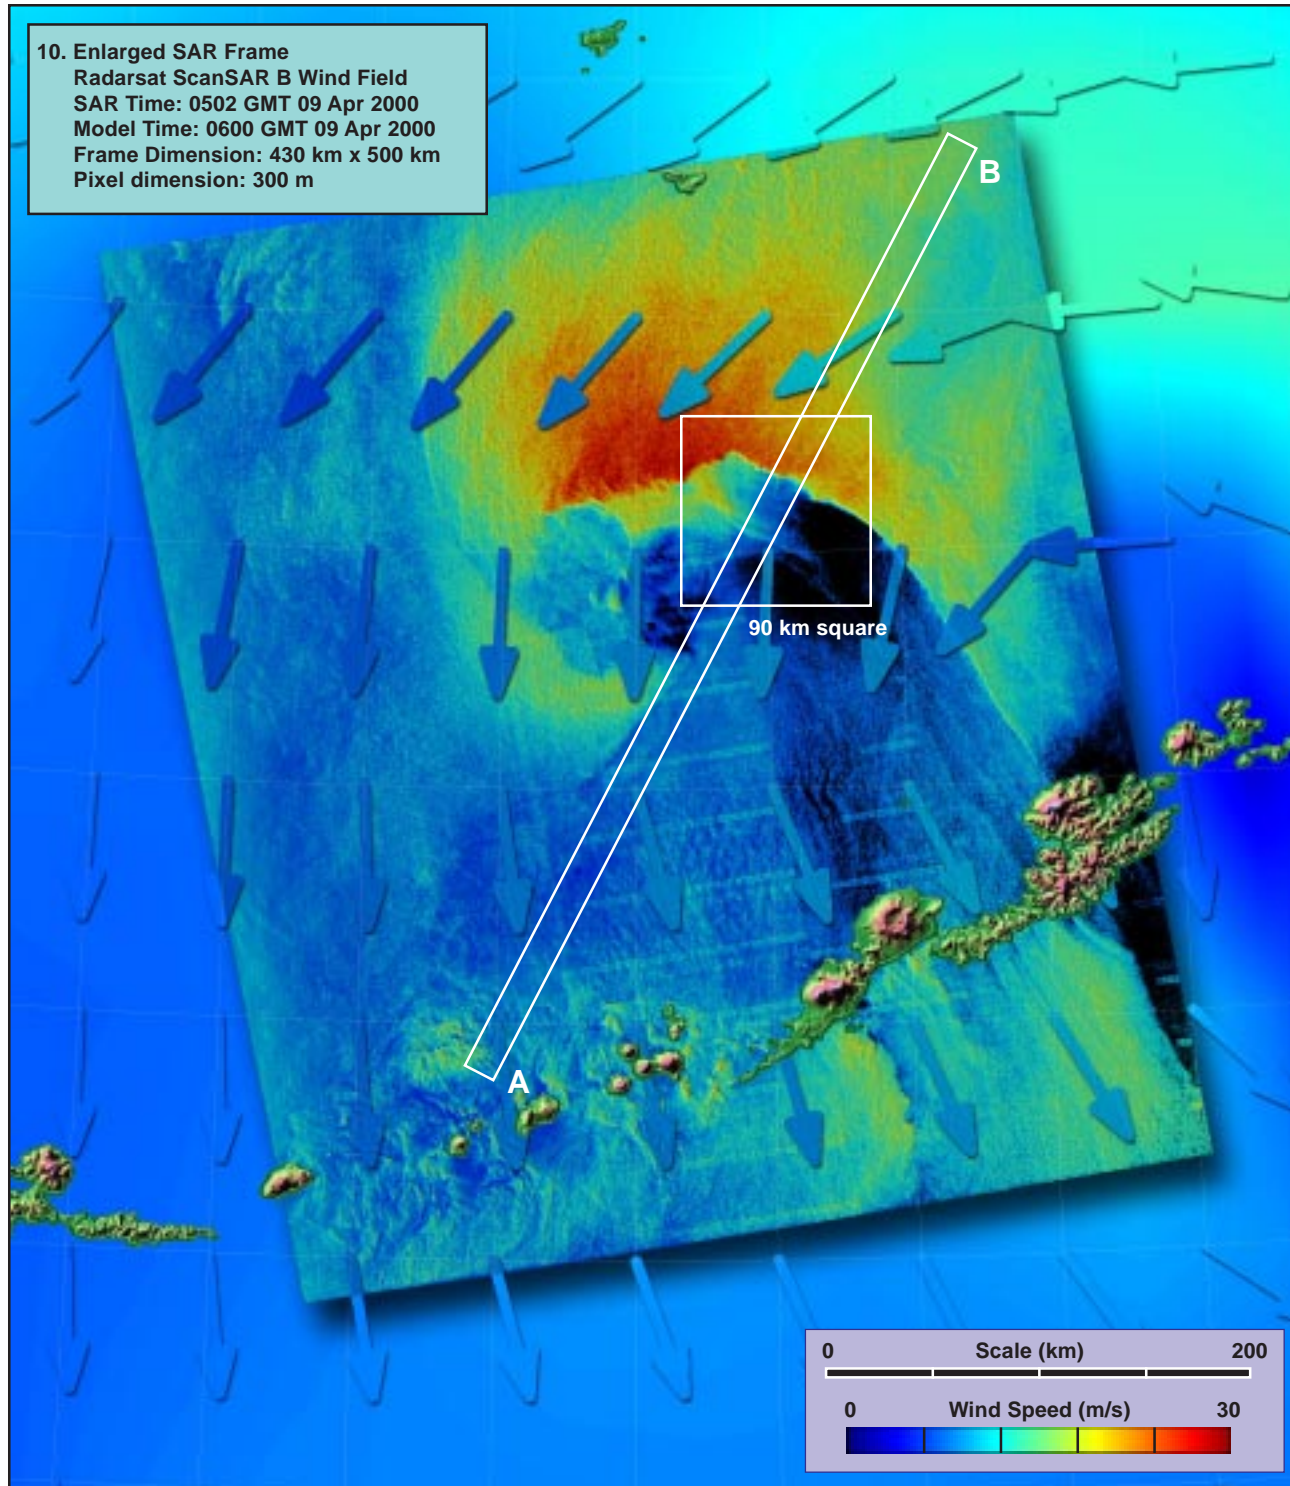 10. Enlarged SAR Frame
Radarsat ScanSAR B Wind Field
SAR Time: 0502 GMT 09 Apr 2000
Model Time: 0600 GMT 09 Apr 2000
Frame Dimension: 430 km x 500 km
Pixel dimension: 300 m
B
90 km square
A
0 Scale (km) 200
0 Wind Speed (m/s) 30